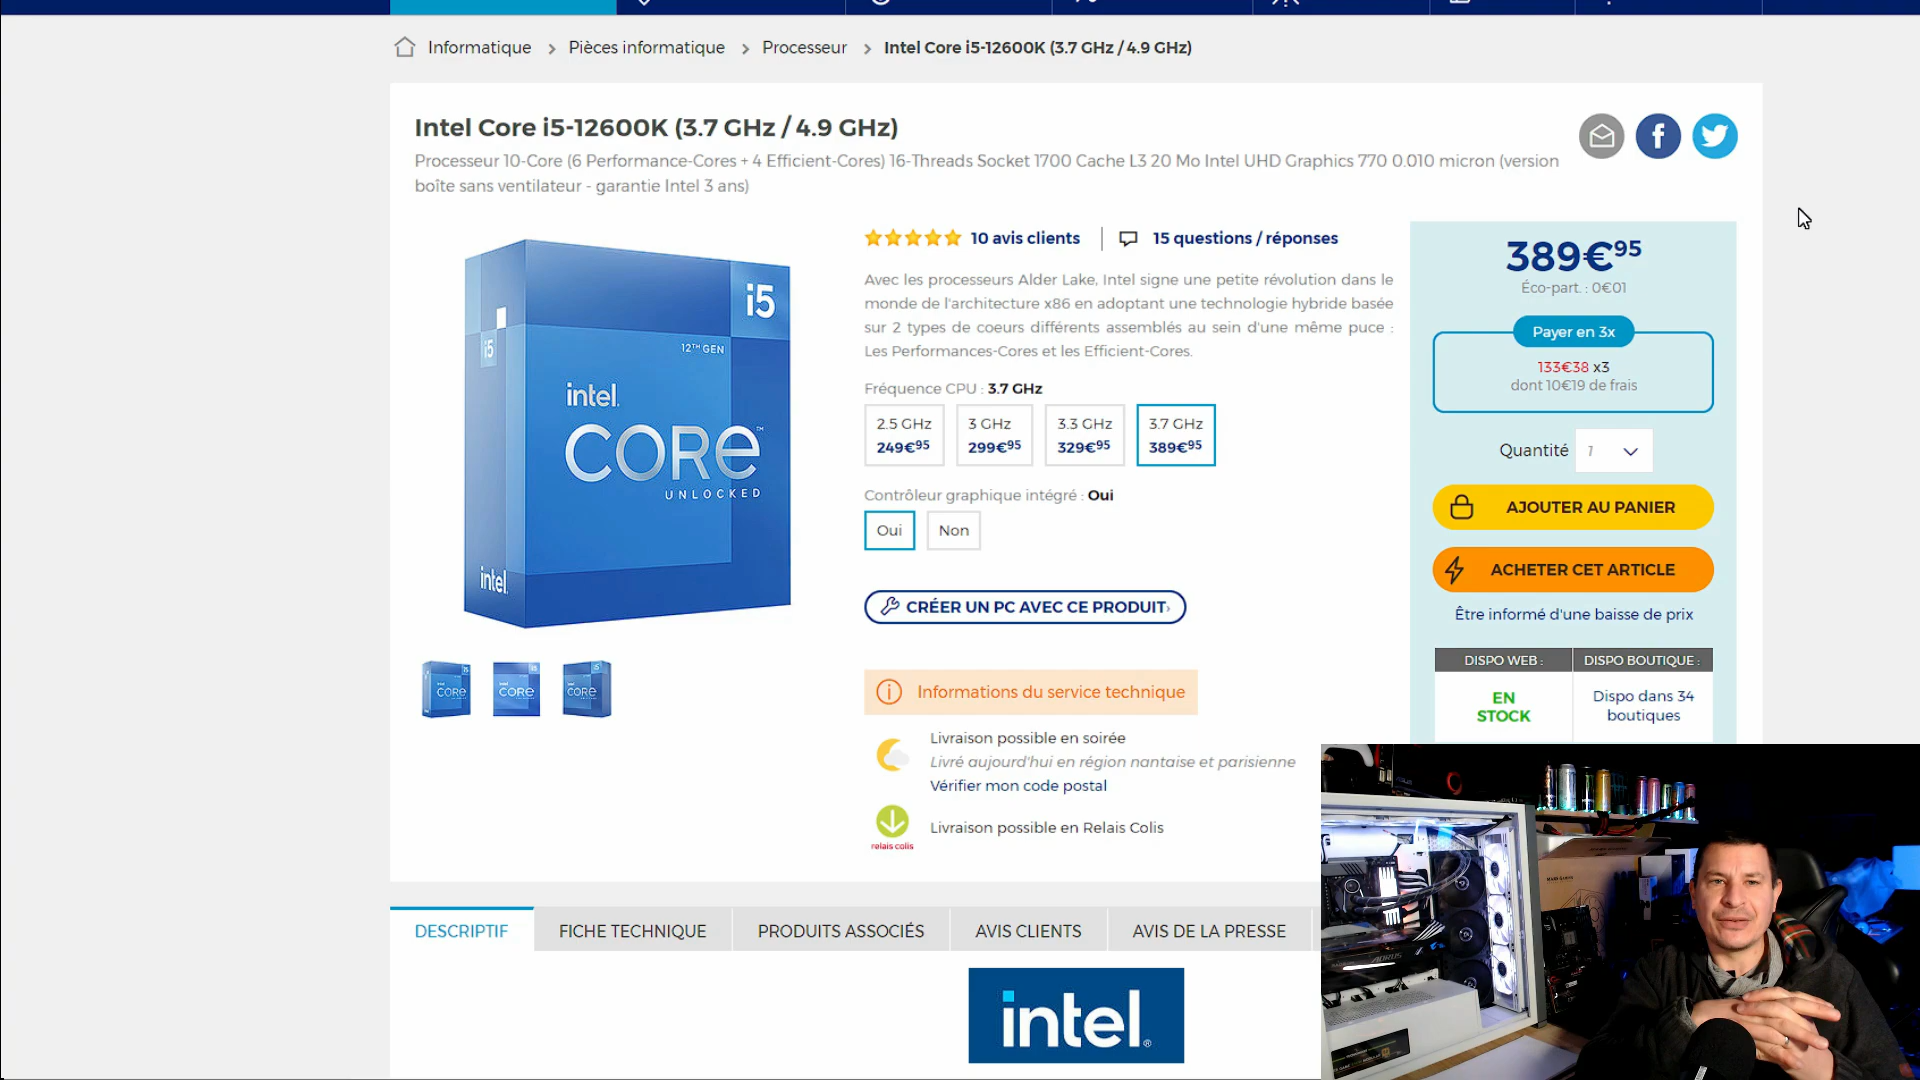 Informatique > Pièces informatique > Processeur > Intel Core i5-12600K (3.7 GHz / 4.9 GHz)
Intel Core i5-12600K (3.7 GHz / 4.9 GHz)
Processeur 10-Core (6 Performance-Cores + 4 Efficient-Cores) 16-Threads Socket 1700 Cache L3 20 Mo Intel UHD Graphics 770 0.010 micron (version
boîte sans ventilateur - garantie Intel 3 ans)
i5
i5
12TH GEN
intel.
CORE™
UNLOCKED
intel.
10 avis clients
15 questions / réponses
Avec les processeurs Alder Lake, Intel signe une petite révolution dans le
monde de l'architecture x86 en adoptant une technologie hybride basée
sur 2 types de coeurs différents assemblés au sein d'une même puce :
Les Performances-Cores et les Efficient-Cores.
Fréquence CPU : 3.7 GHz
2.5 GHz 3 GHz 3.3 GHz 3.7 GHz
249€95 299€95 329€95 389€95
Contrôleur graphique intégré : Oui
Oui Non
CRÉER UN PC AVEC CE PRODUIT›
Informations du service technique
Livraison possible en soirée
Livré aujourd'hui en région nantaise et parisienne
Vérifier mon code postal
relais colis
Livraison possible en Relais Colis
389€95
Éco-part. : 0€01
Payer en 3x
133€38 x3
dont 10€19 de frais
Quantité 1
AJOUTER AU PANIER
ACHETER CET ARTICLE
Être informé d'une baisse de prix
DISPO WEB : DISPO BOUTIQUE :
EN
STOCK
Dispo dans 34
boutiques
CORE CORE CORE
DESCRIPTIF FICHE TECHNIQUE PRODUITS ASSOCIÉS AVIS CLIENTS AVIS DE LA PRESSE
intel.
AORUS